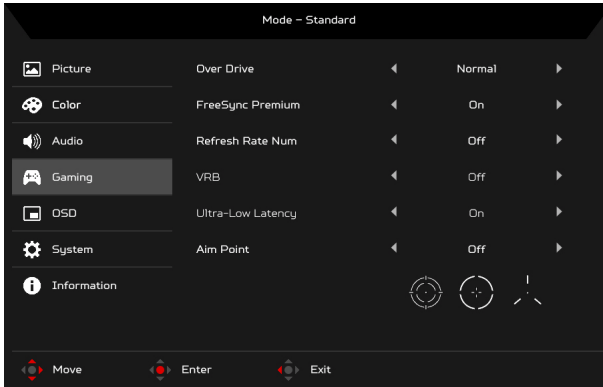 Mode - Standard
Picture Over Drive Normal
Color FreeSync Premium On
Audio Refresh Rate Num Off
Gaming VRB Off
OSD Ultra-Low Latency On
System Aim Point Off
Information
Move Enter Exit